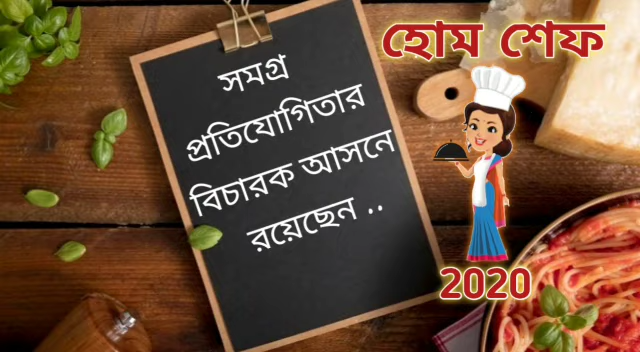 হোম শেফ
সমগ্র
প্রতিযোগিতার
বিচারক আসনে
রয়েছেন ..
2020